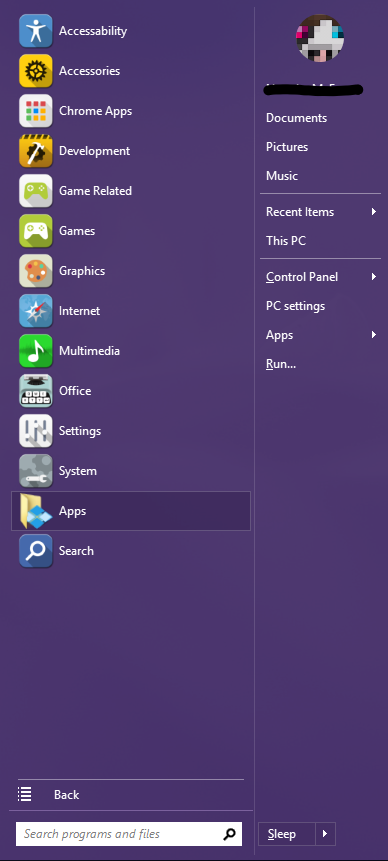 Accessability
Accessories
Chrome Apps
Development
Game Related
Games
Graphics
Internet
Multimedia
Office
Settings
System
Apps
Search
Back
Search programs and files
Documents
Pictures
Music
Recent Items
This PC
Control Panel
PC settings
Apps
Run...
Sleep